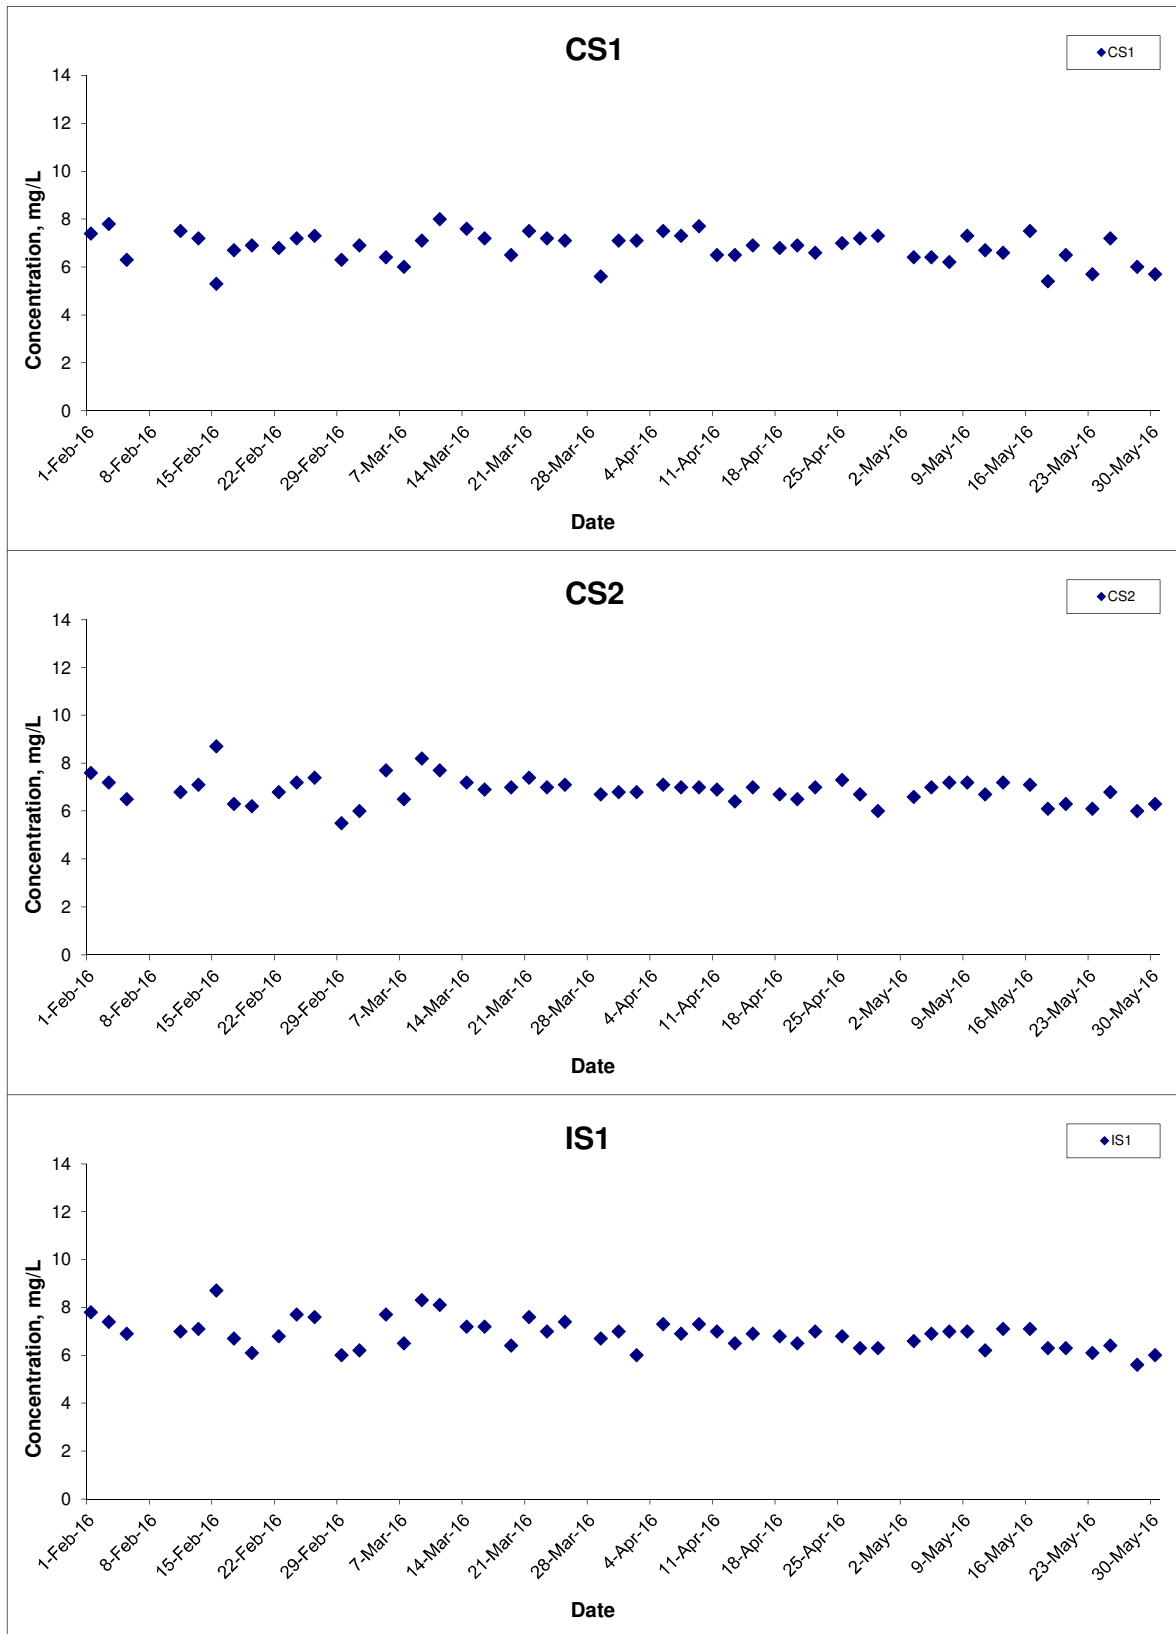 CS1
CS1
14
12
10
8
6
4
2
0
Concentration, mg/L
1-Feb-16
8-Feb-16
15-Feb-16
22-Feb-16
29-Feb-16
7-Mar-16
14-Mar-16
21-Mar-16
28-Mar-16
4-Apr-16
11-Apr-16
18-Apr-16
25-Apr-16
2-May-16
9-May-16
16-May-16
23-May-16
30-May-16
Date
CS2
CS2
14
12
10
8
6
4
2
0
Concentration, mg/L
1-Feb-16
8-Feb-16
15-Feb-16
22-Feb-16
29-Feb-16
7-Mar-16
14-Mar-16
21-Mar-16
28-Mar-16
4-Apr-16
11-Apr-16
18-Apr-16
25-Apr-16
2-May-16
9-May-16
16-May-16
23-May-16
30-May-16
Date
IS1
IS1
14
12
10
8
6
4
2
0
Concentration, mg/L
1-Feb-16
8-Feb-16
15-Feb-16
22-Feb-16
29-Feb-16
7-Mar-16
14-Mar-16
21-Mar-16
28-Mar-16
4-Apr-16
11-Apr-16
18-Apr-16
25-Apr-16
2-May-16
9-May-16
16-May-16
23-May-16
30-May-16
Date